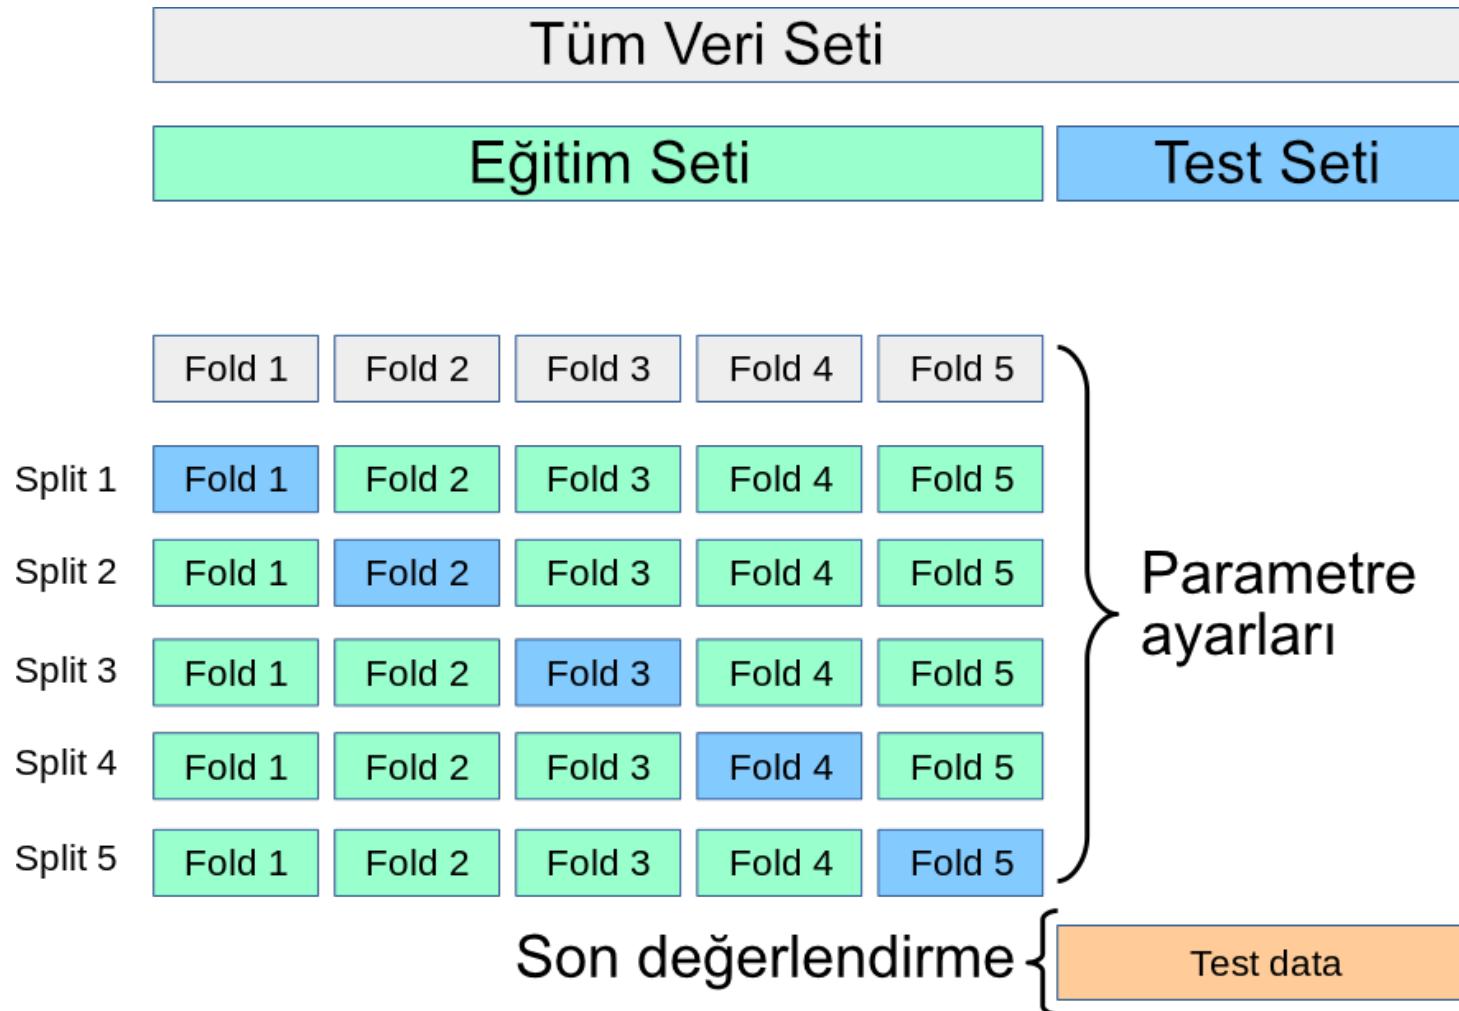 Tüm Veri Seti
Eğitim Seti Test Seti
Fold 1 Fold 2 Fold 3 Fold 4 Fold 5
Split 1 Fold 1 Fold 2 Fold 3 Fold 4 Fold 5
Split 2 Fold 1 Fold 2 Fold 3 Fold 4 Fold 5
Split 3 Fold 1 Fold 2 Fold 3 Fold 4 Fold 5
Split 4 Fold 1 Fold 2 Fold 3 Fold 4 Fold 5
Split 5 Fold 1 Fold 2 Fold 3 Fold 4 Fold 5
Parametre
ayarları
Son değerlendirme Test data